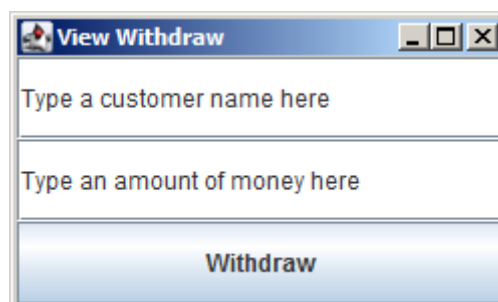 View Withdraw
Type a customer name here
Type an amount of money here
Withdraw